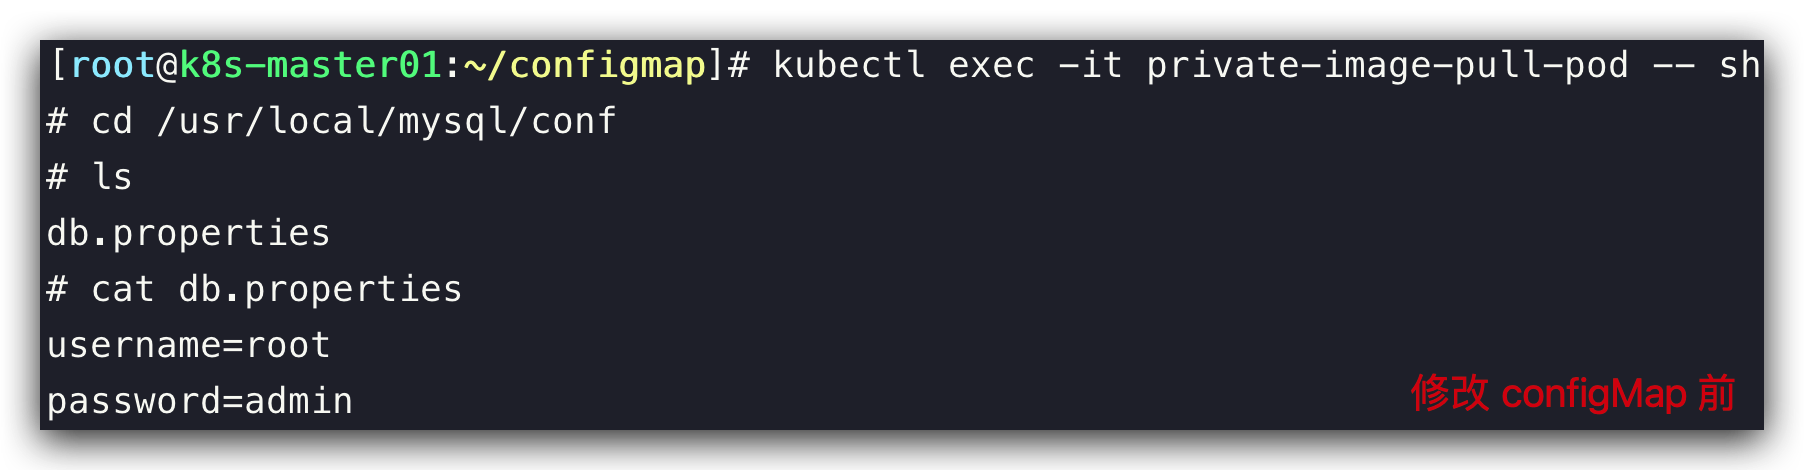 [root@k8s-master01:~/configmap]# kubectl exec -it private-image-pull-pod -- sh
# cd /usr/local/mysql/conf
# ls
db.properties
# cat db.properties
username=root
password=admin
修改 configMap 前